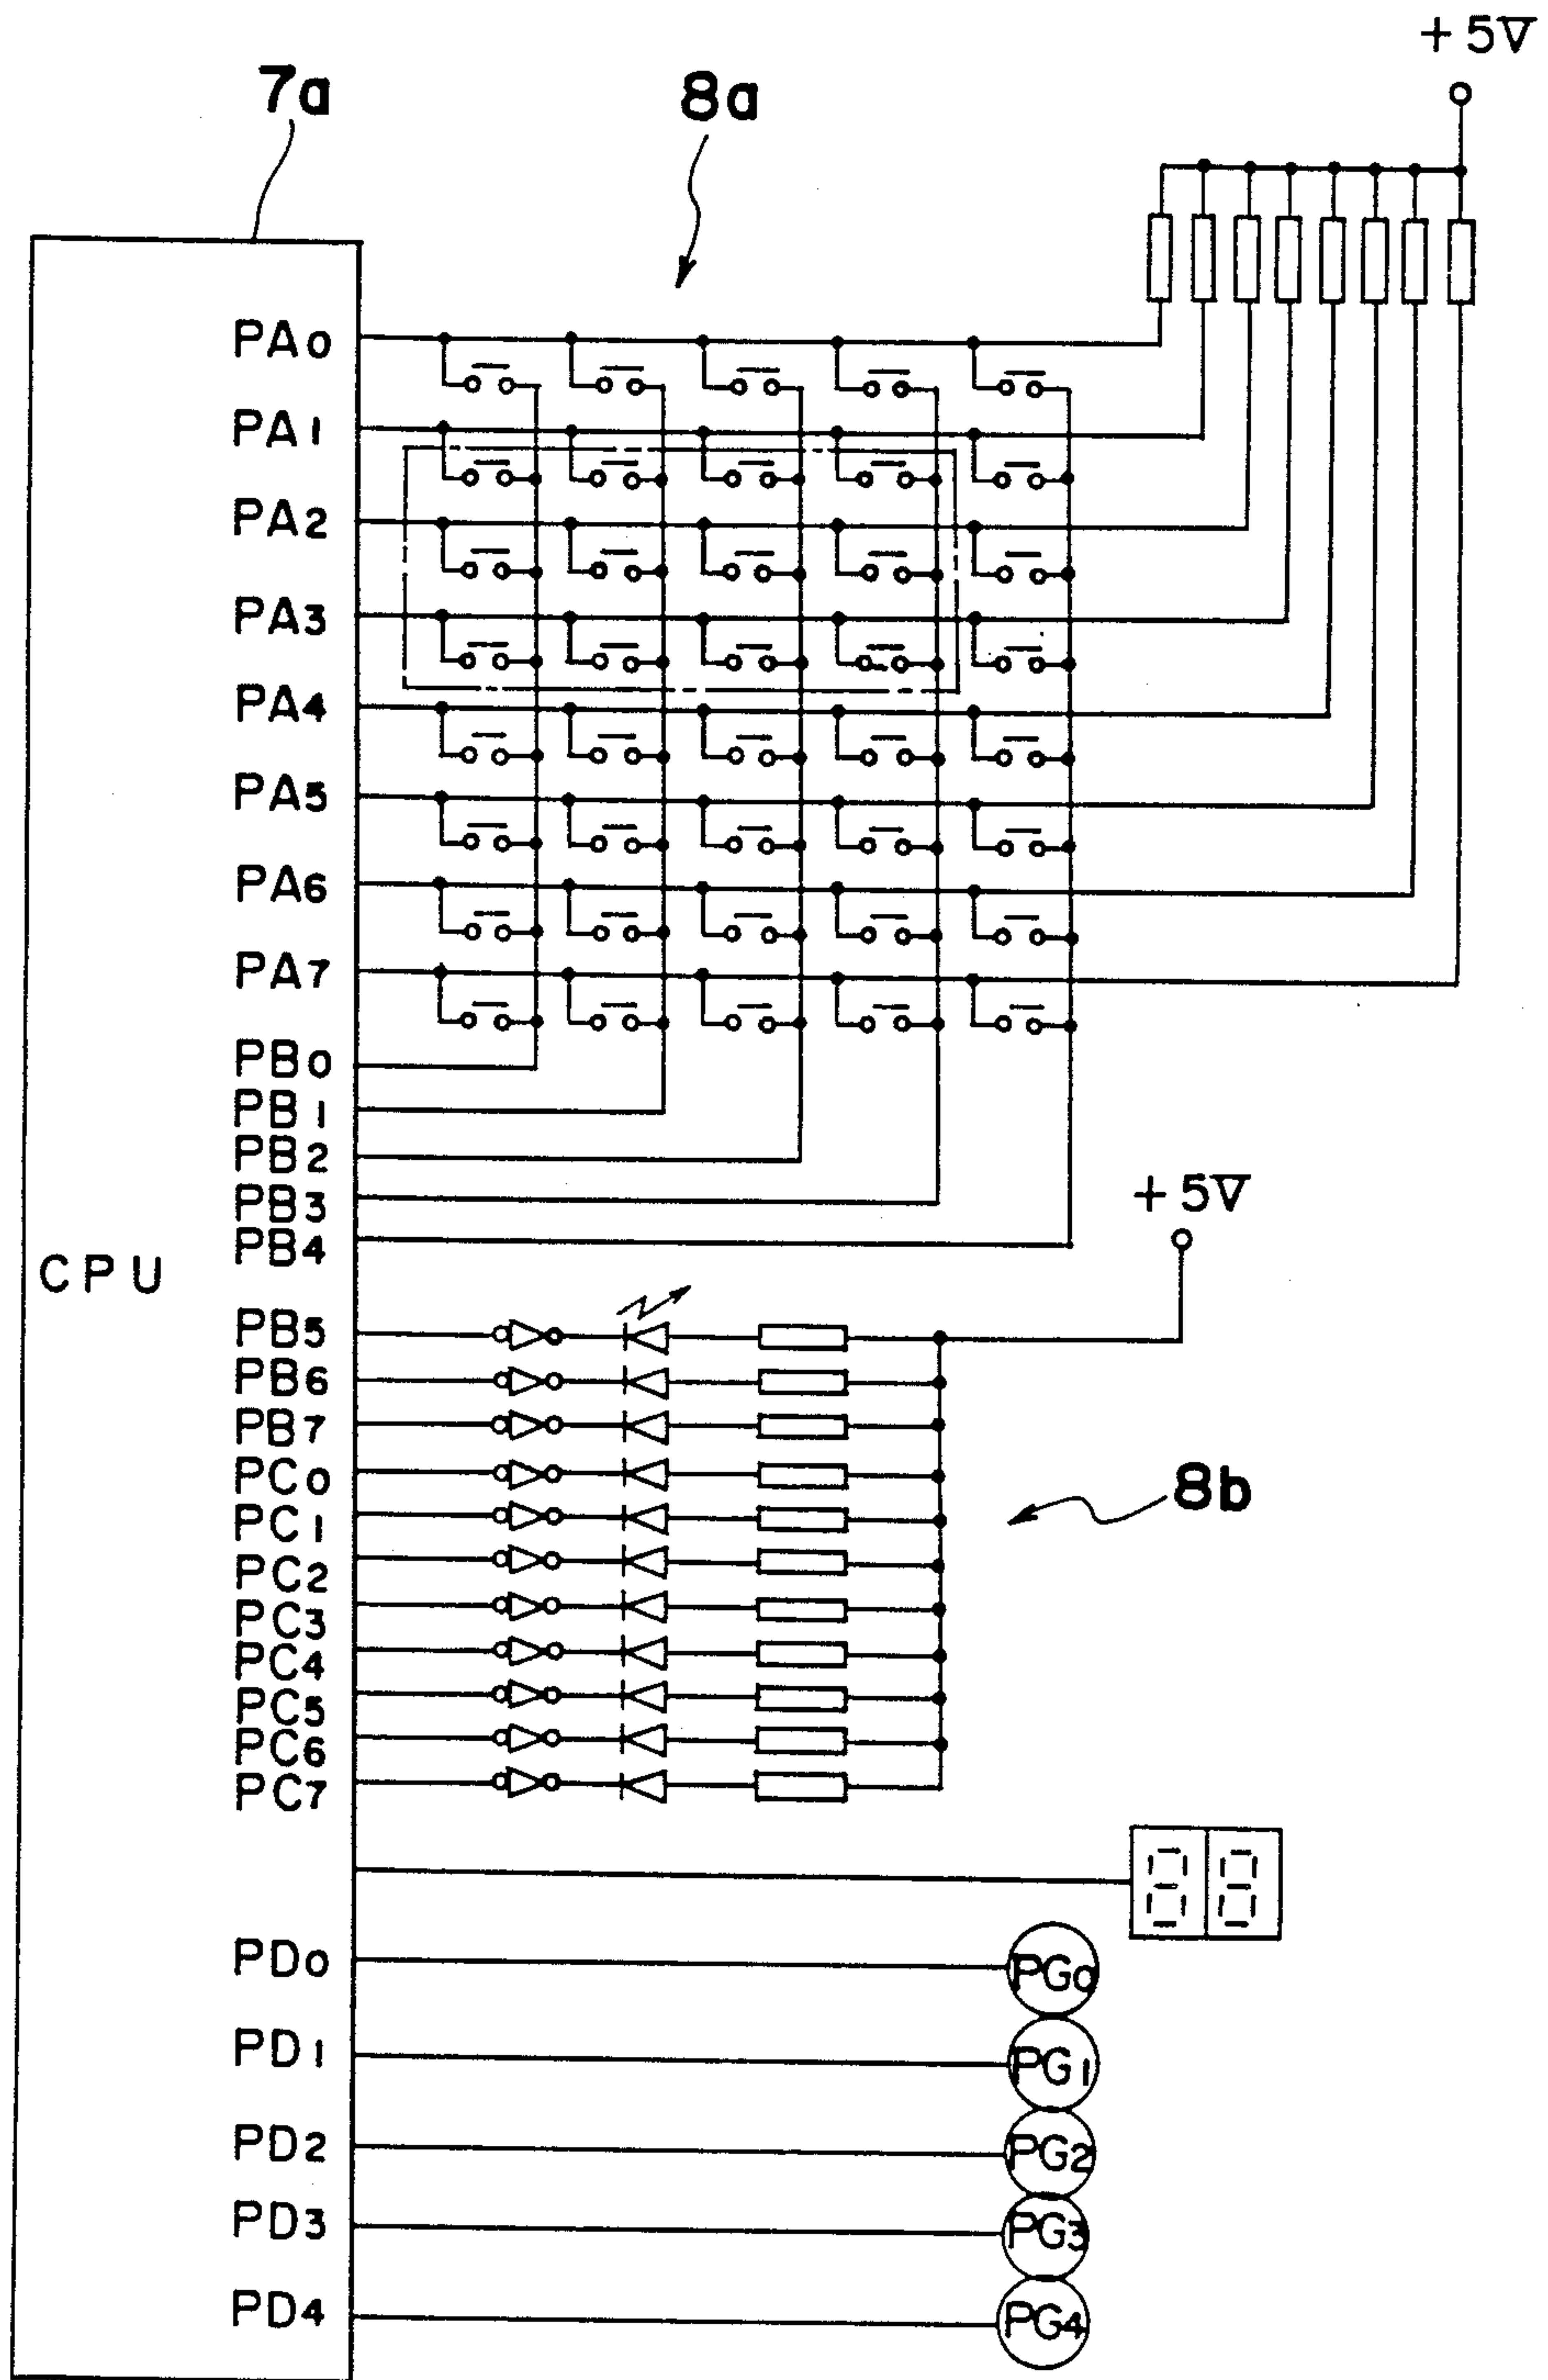 +5V
7a
8a
PA0
PA1
PA2
PA3
PA4
PA5
PA6
PA7
PB0
PB1
PB2
PB3
PB4
+5V
CPU
PB5
PB6
PB7
PC0
PC1
8b
PC2
PC3
PC4
PC5
PC6
PC7
88
PD0 PG0
PD1 PG1
PD2 PG2
PD3 PG3
PD4 PG4